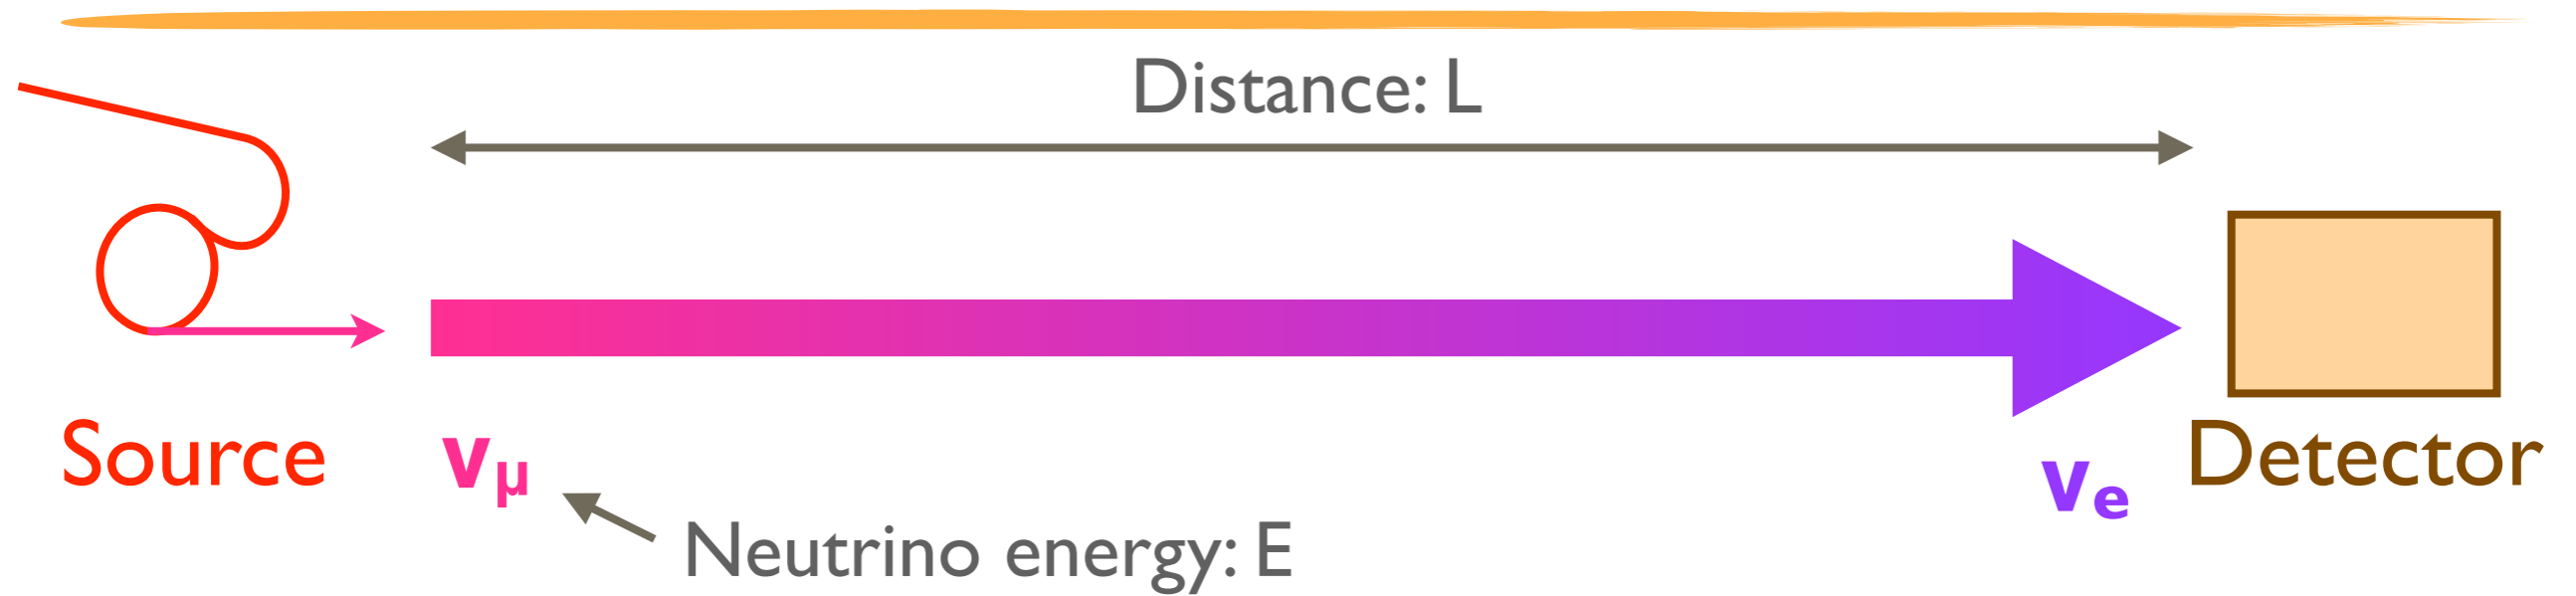 Distance: L
Source
νμ
νe
Detector
Neutrino energy: E